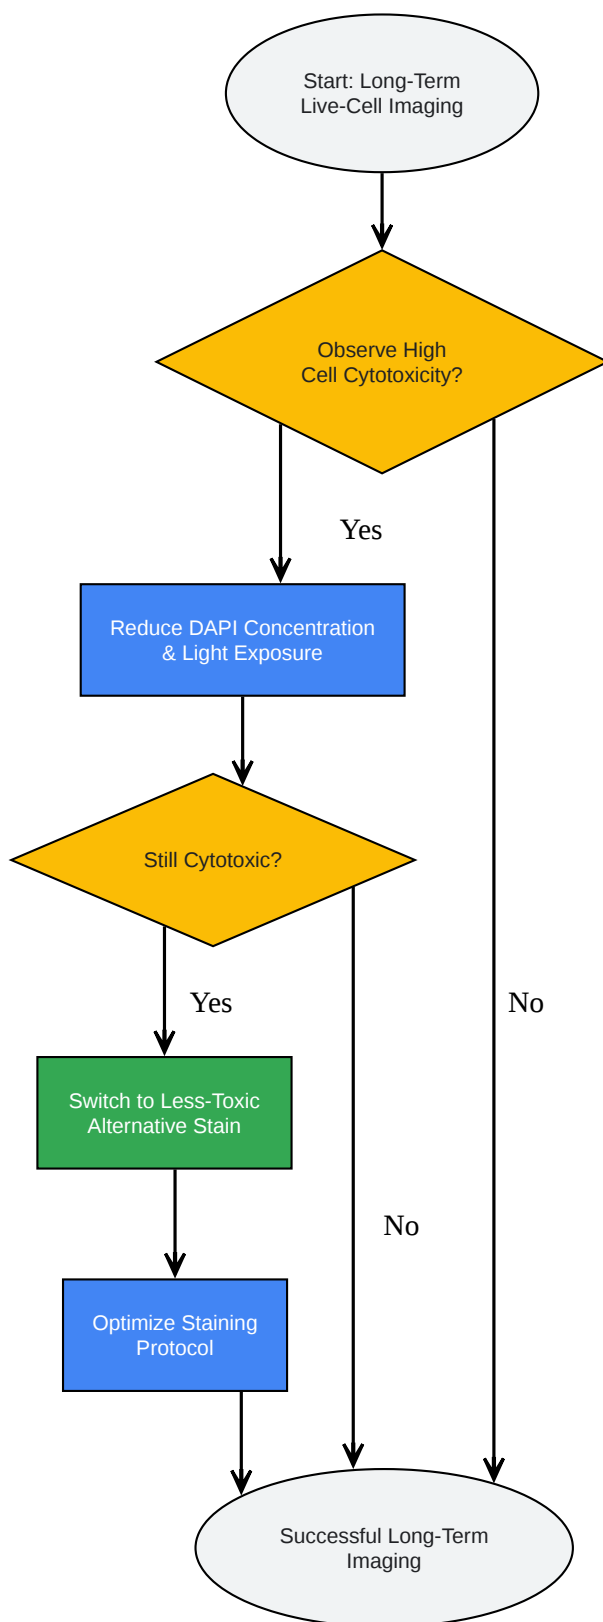 Start: Long-Term
Live-Cell Imaging
Observe High
Cell Cytotoxicity?
Yes
Reduce DAPI Concentration
& Light Exposure
Still Cytotoxic?
Yes
No
Switch to Less-Toxic
Alternative Stain
No
Optimize Staining
Protocol
Successful Long-Term
Imaging